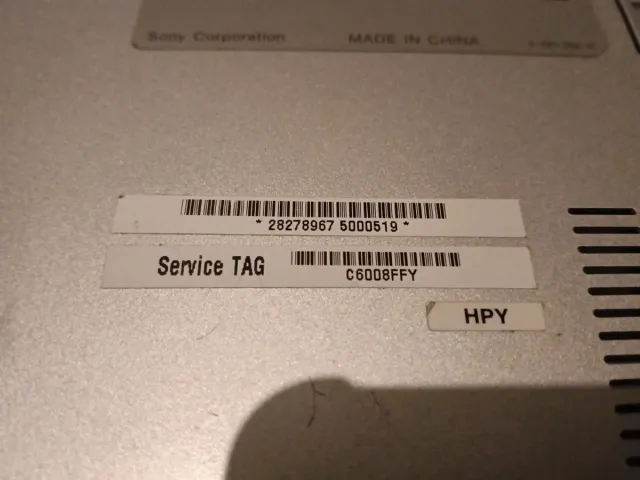 Sony Corporation MADE IN CHINA
* 28278967 5000519 *
Service TAG C6008FFY
HPY